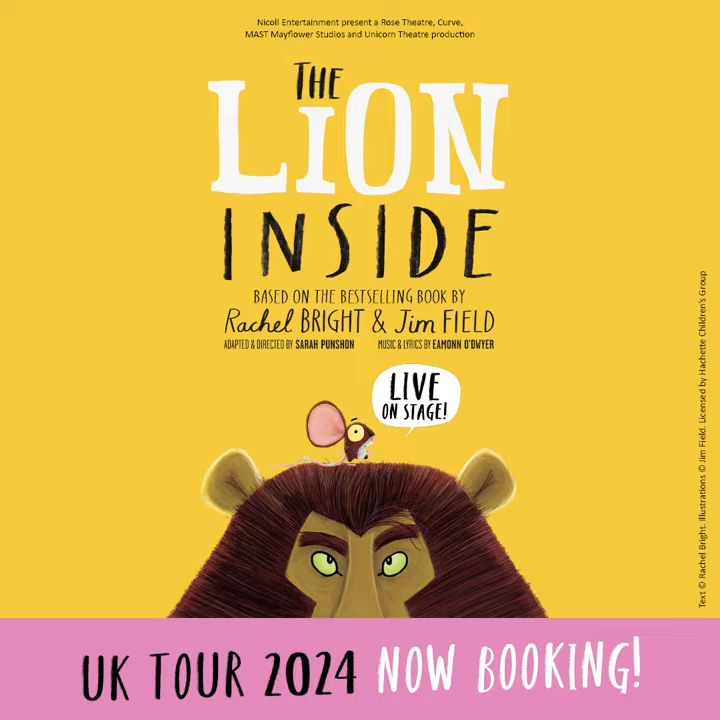 Nicoll Entertainment present a Rose Theatre, Curve,
MAST Mayflower Studios and Unicorn Theatre production
THE
LION
INSIDE
BASED ON THE BESTSELLING BOOK BY
Rachel BRIGHT & Jim FIELD
ADAPTED & DIRECTED BY SARAH PUNSHON MUSIC & LYRICS BY EAMONN O'DWYER
LIVE
ON STAGE!
Text © Rachel Bright. Illustrations © Jim Field. Licensed by Hachette Children's Group
UK TOUR 2024 NOW BOOKING!